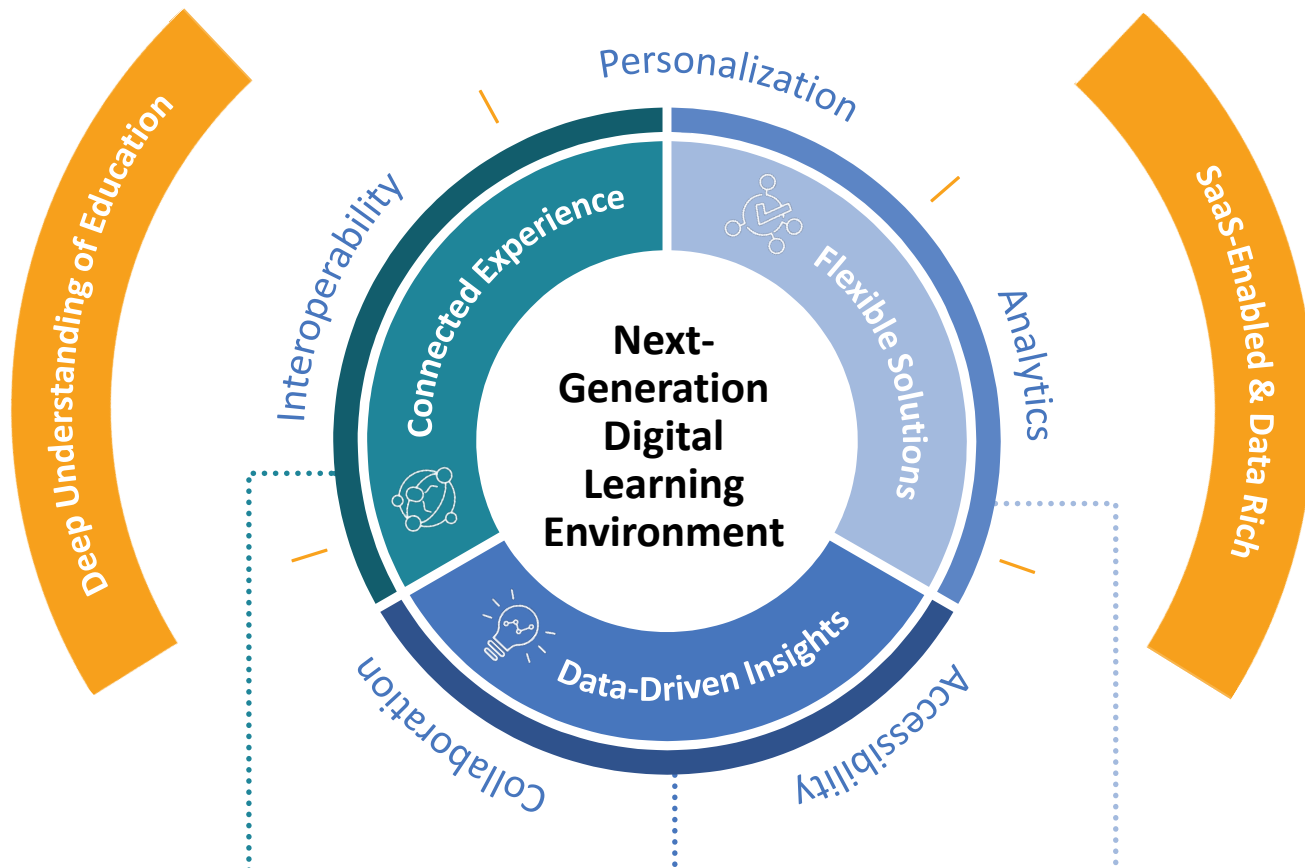 Personalization
Deep Understanding of Education
SaaS-Enabled & Data Rich
Interoperability
Connected Experience
Flexible Solutions
Analytics
Next-
Generation
Digital
Learning
Environment
Data-Driven Insights
Collaboration
Accessibility